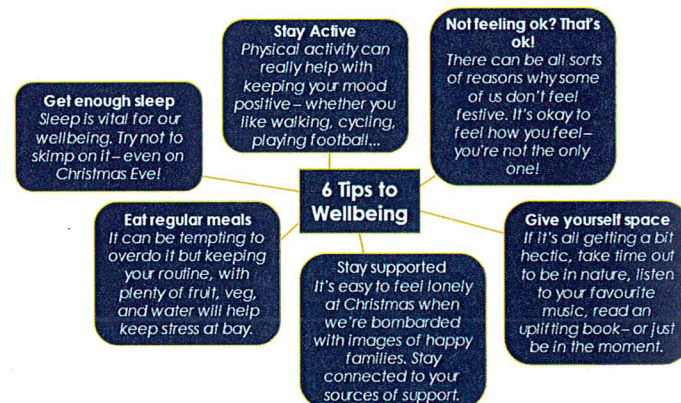 Stay Active
Physical activity can
really help with
keeping your mood
positive – whether you
like walking, cycling,
playing football...
Not feeling ok? That's
ok!
There can be all sorts
of reasons why some
of us don't feel
festive. It's okay to
feel how you feel–
you're not the only
one!
Get enough sleep
Sleep is vital for our
wellbeing. Try not to
skimp on it – even on
Christmas Eve!
6 Tips to
Wellbeing
Eat regular meals
It can be tempting to
overdo it but keeping
your routine, with
plenty of fruit, veg,
and water will help
keep stress at bay.
Stay supported
It's easy to feel lonely
at Christmas when
we're bombarded
with images of happy
families. Stay
connected to your
sources of support.
Give yourself space
If it's all getting a bit
hectic, take time out
to be in nature, listen
to your favourite
music, read an
uplifting book– or just
be in the moment.